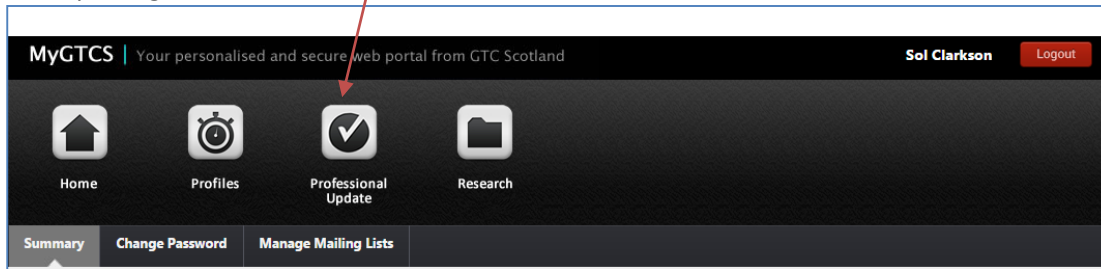 MyGTCS | Your personalised and secure web portal from GTC Scotland
Sol Clarkson
Logout
Home
Profiles
Professional
Update
Research
Summary
Change Password
Manage Mailing Lists